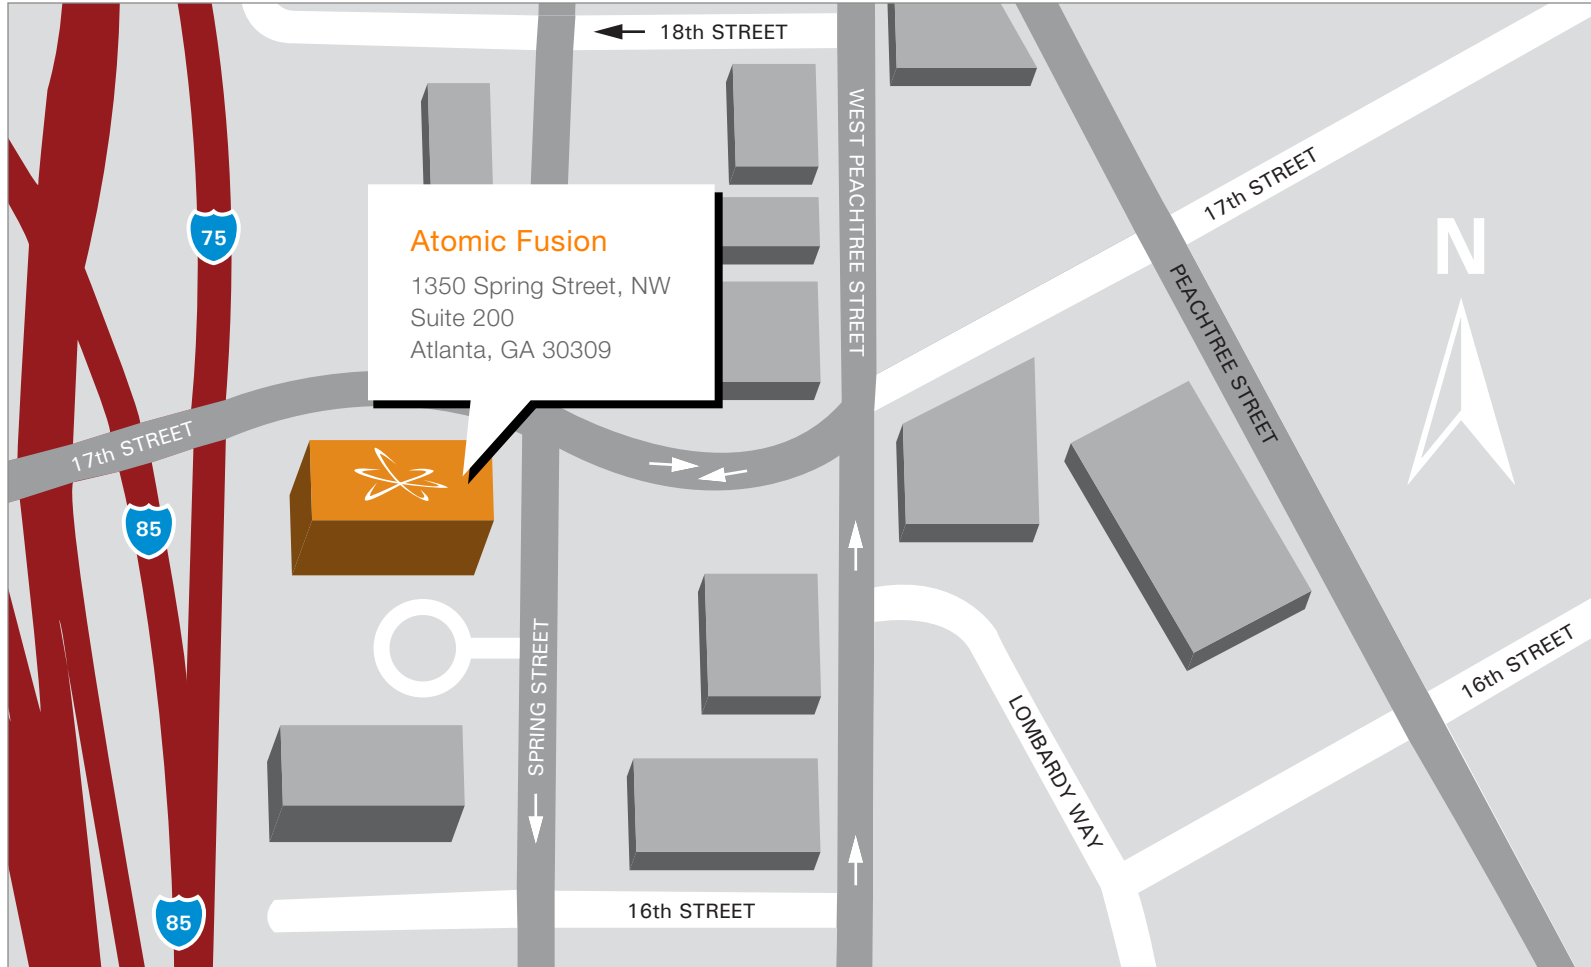 18th STREET
WEST PEACHTREE STREET
17th STREET
75
N
Atomic Fusion
1350 Spring Street, NW
Suite 200
Atlanta, GA 30309
PEACHTREE STREET
17th STREET
85
SPRING STREET
16th STREET
LOMBARDY WAY
85
16th STREET